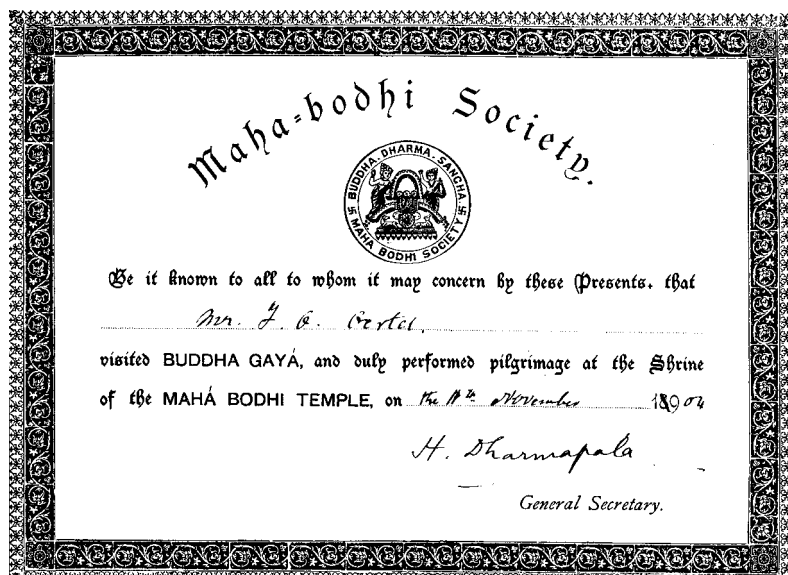 Maha=bodhi Society.
BUDDHA. DHARMA. SANGHA
卐 MAHA BODHI SOCIETY 卐
Be it known to all to whom it may concern by these Presents. that
Mr. F. O. Oertel,
visited BUDDHA GAYÁ, and duly performed pilgrimage at the Shrine
of the MAHÁ BODHI TEMPLE, on the November 1904
H. Dharmapala
General Secretary.